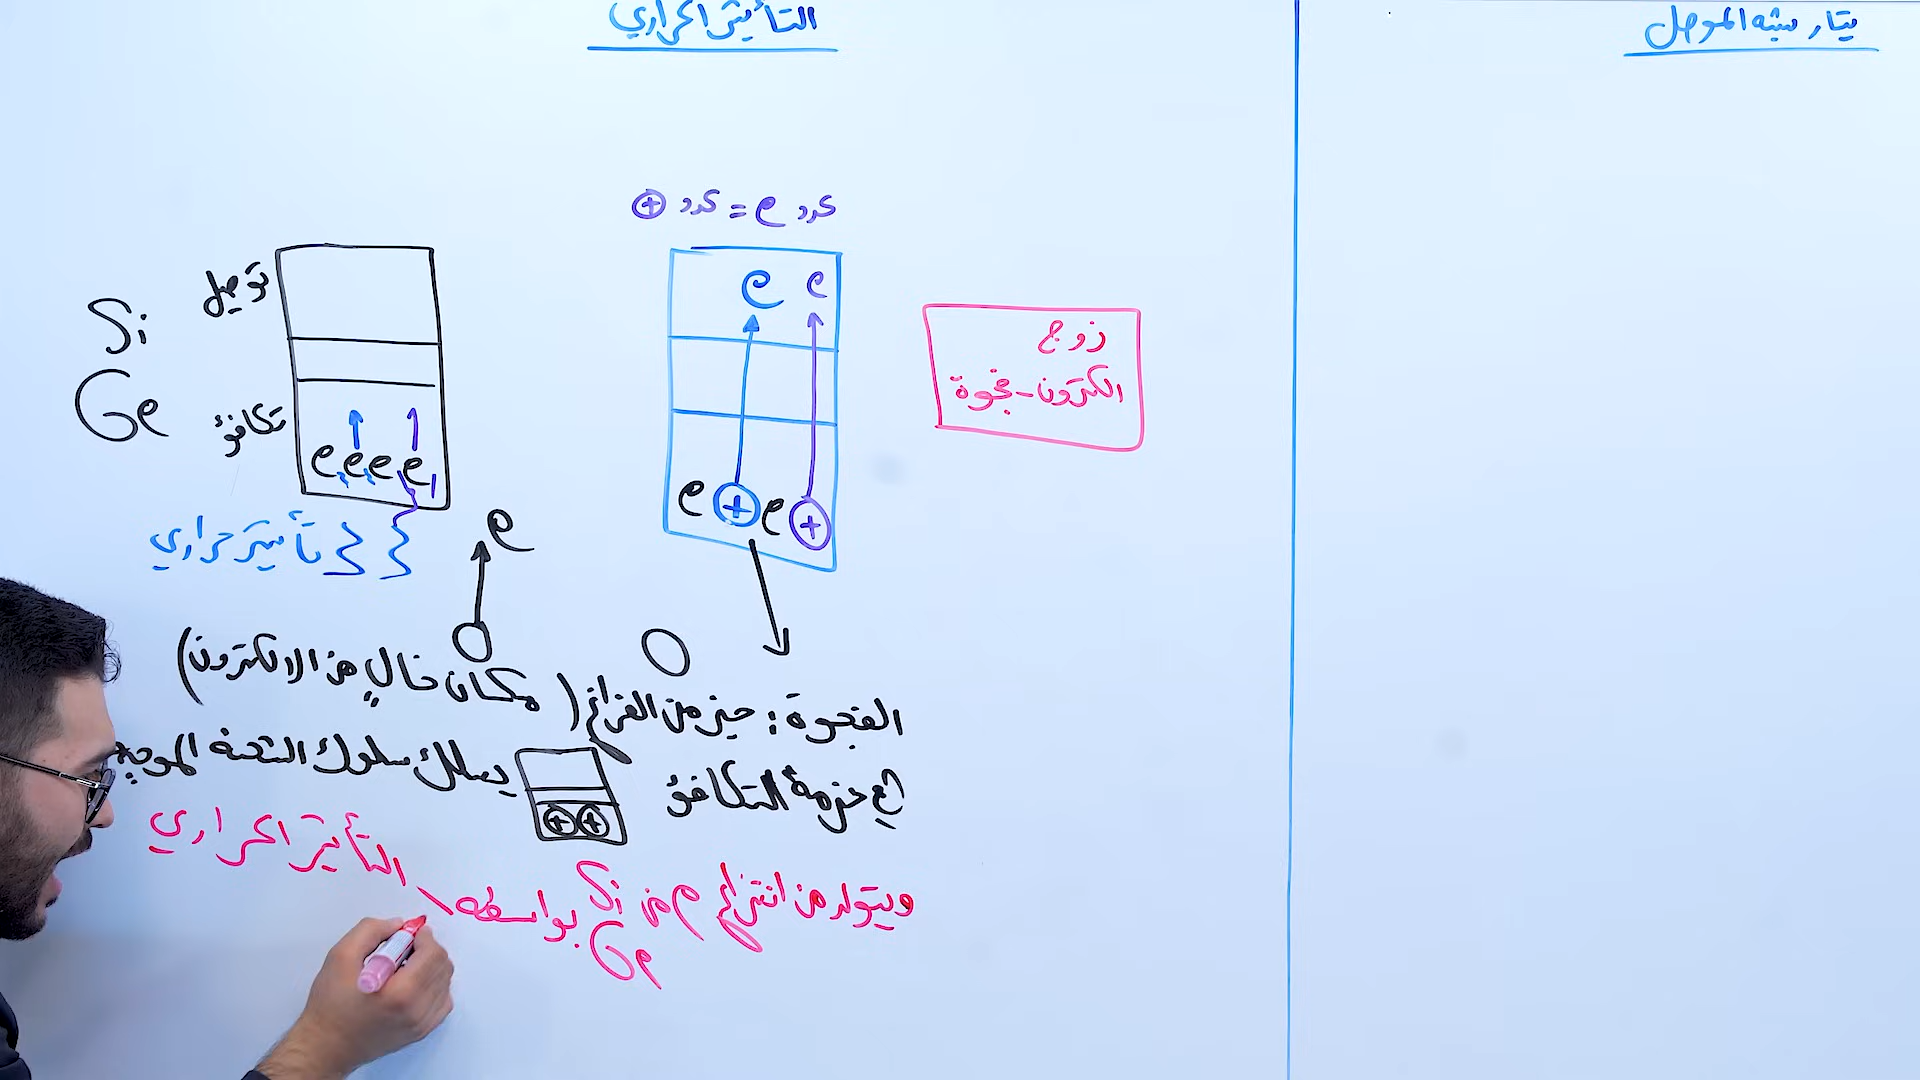 تيار شبه الموصل
التأثير الحراري
عدد e = عدد +
توصيل
Si
Ge
تكافؤ
e e e e
تأثير حراري
e e
e + e +
زوج
الكترون - فجوة
e
الفجوة : حيز من الفراغ ( مكان خالي من الالكترون)
في حزمة التكافؤ
+ +
يسلك سلوك الشحنة الموجبة
ويتولد من انتزاع e من Si Ge بواسطة
التأثير الحراري